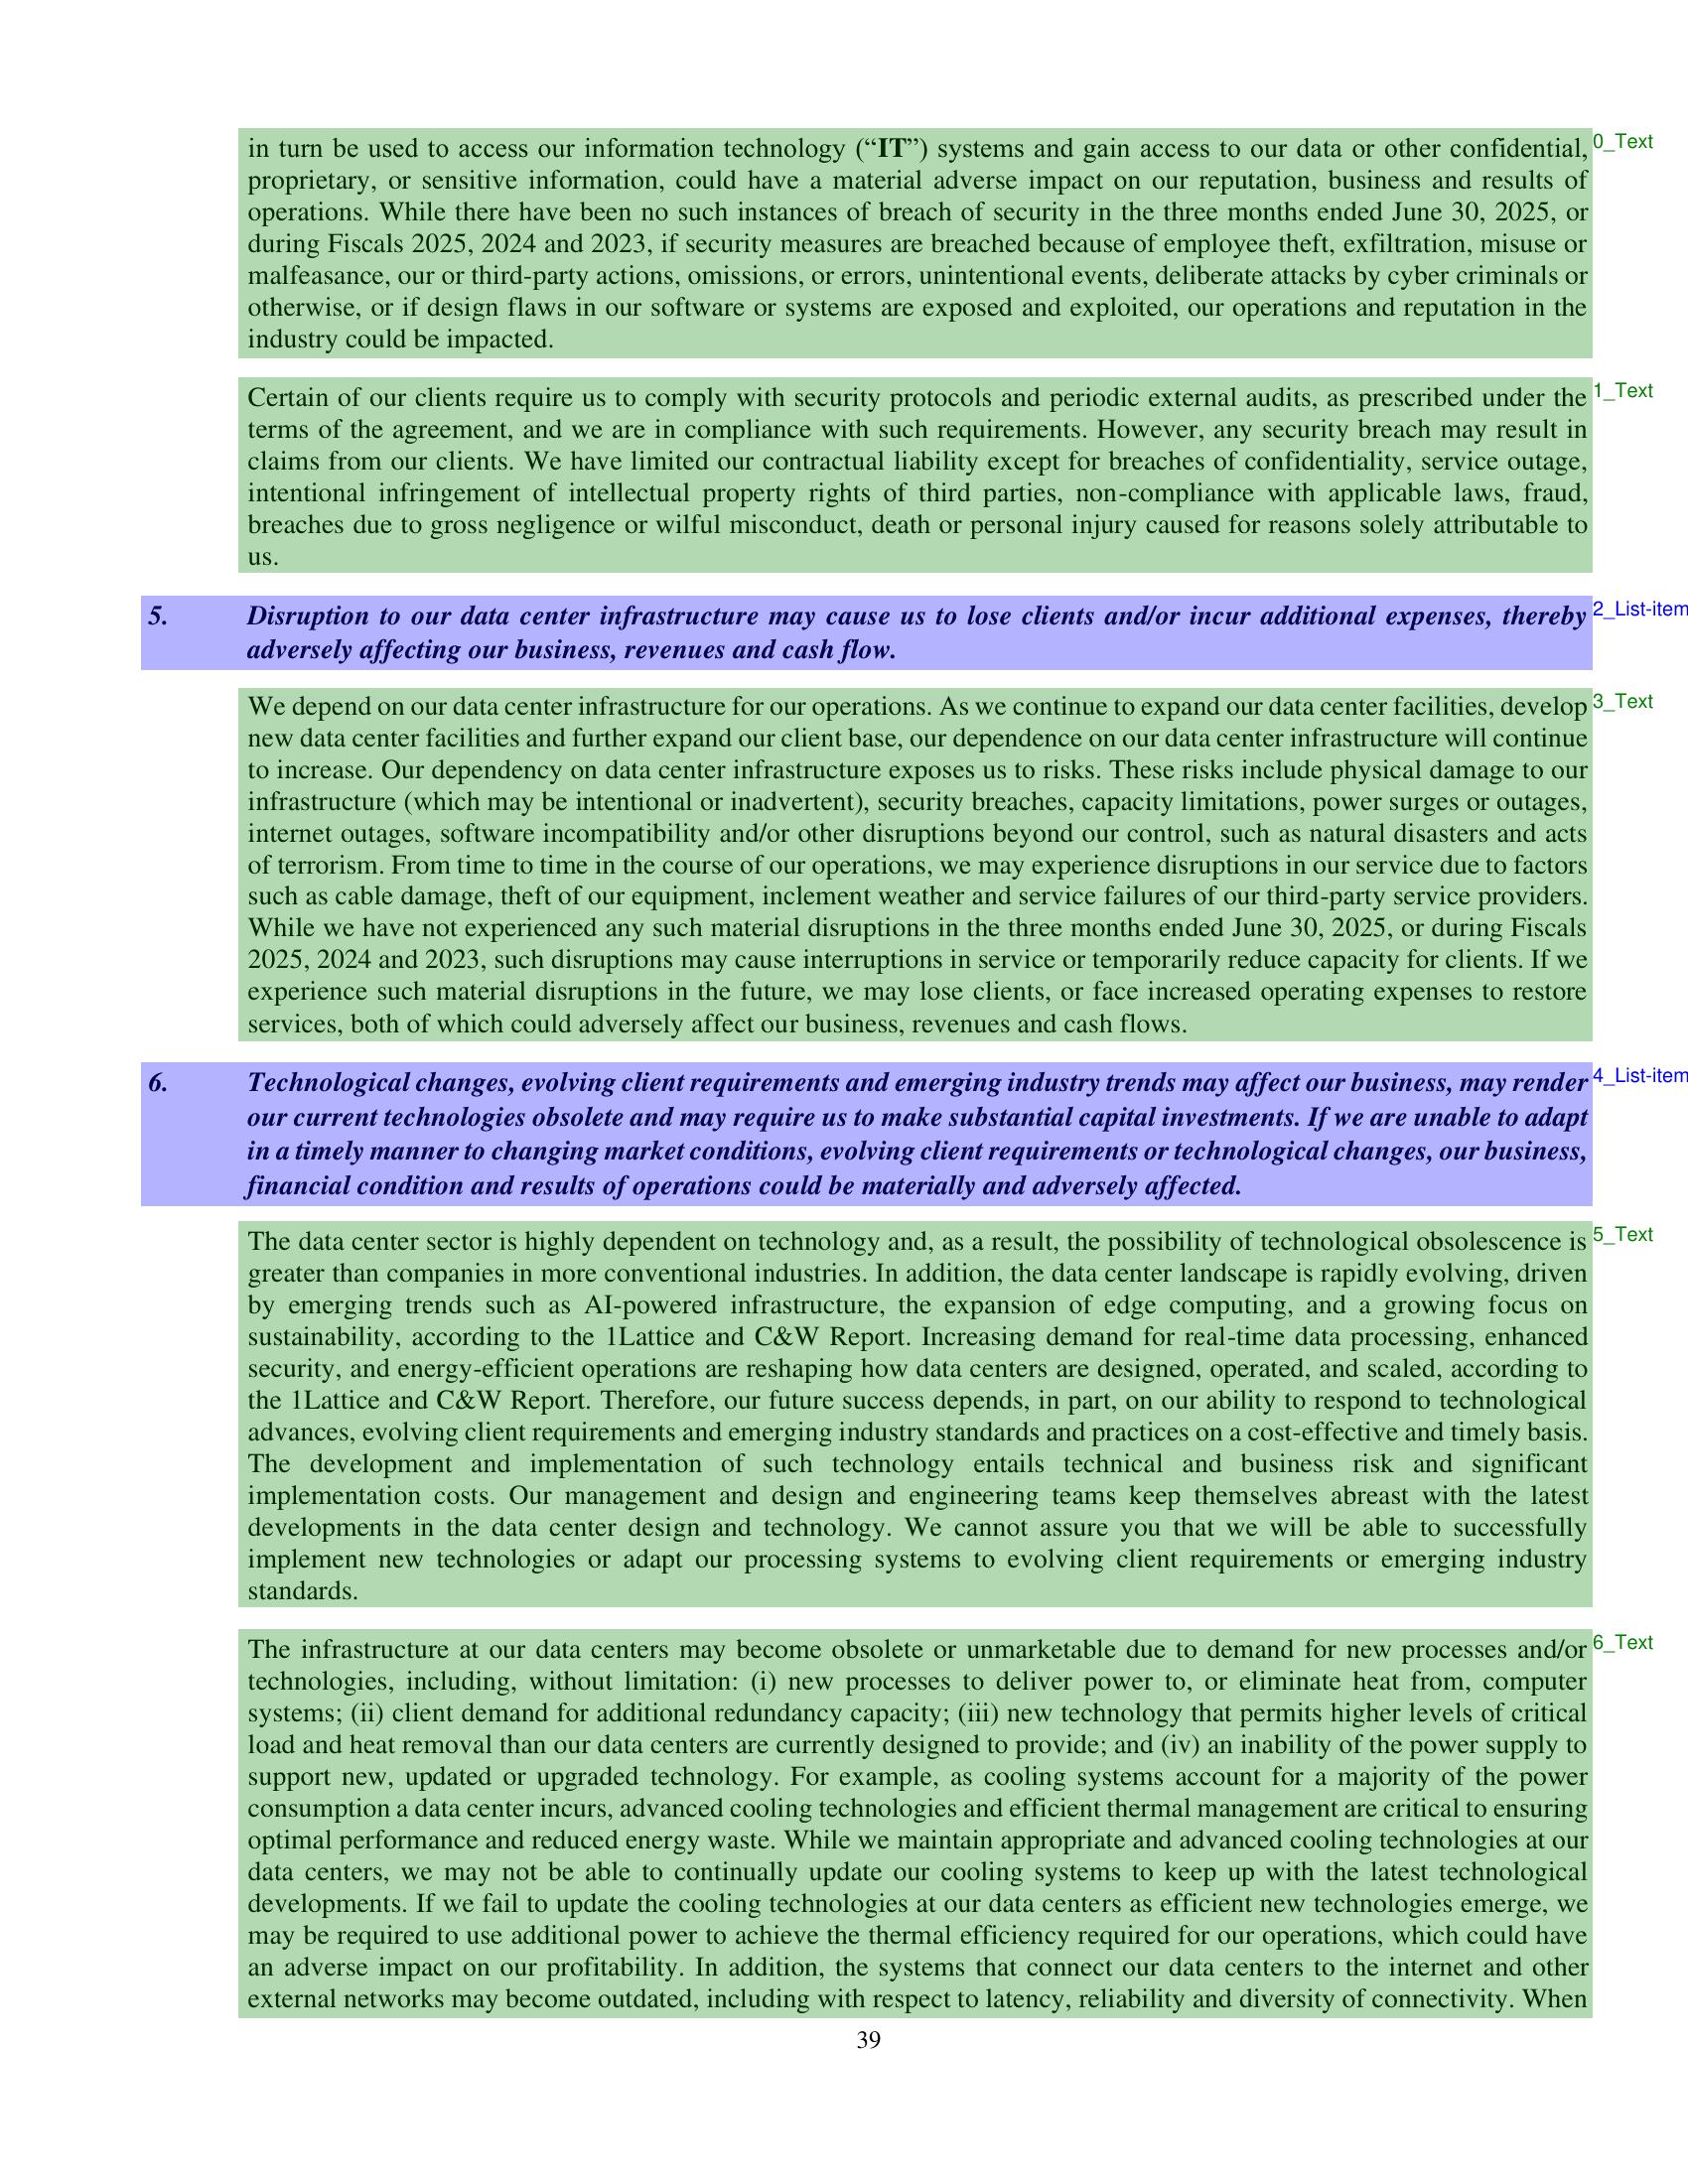 in turn be used to access our information technology (“IT”) systems and gain access to our data or other confidential,
0_Text
proprietary, or sensitive information, could have a material adverse impact on our reputation, business and results of
operations. While there have been no such instances of breach of security in the three months ended June 30, 2025, or
during Fiscals 2025, 2024 and 2023, if security measures are breached because of employee theft, exfiltration, misuse or
malfeasance, our or third-party actions, omissions, or errors, unintentional events, deliberate attacks by cyber criminals or
otherwise, or if design flaws in our software or systems are exposed and exploited, our operations and reputation in the
industry could be impacted.
Certain of our clients require us to comply with security protocols and periodic external audits, as prescribed under the
1_Text
terms of the agreement, and we are in compliance with such requirements. However, any security breach may result in
claims from our clients. We have limited our contractual liability except for breaches of confidentiality, service outage,
intentional infringement of intellectual property rights of third parties, non-compliance with applicable laws, fraud,
breaches due to gross negligence or wilful misconduct, death or personal injury caused for reasons solely attributable to
us.
5. Disruption to our data center infrastructure may cause us to lose clients and/or incur additional expenses, thereby
2_List-item
adversely affecting our business, revenues and cash flow.
We depend on our data center infrastructure for our operations. As we continue to expand our data center facilities, develop
3_Text
new data center facilities and further expand our client base, our dependence on our data center infrastructure will continue
to increase. Our dependency on data center infrastructure exposes us to risks. These risks include physical damage to our
infrastructure (which may be intentional or inadvertent), security breaches, capacity limitations, power surges or outages,
internet outages, software incompatibility and/or other disruptions beyond our control, such as natural disasters and acts
of terrorism. From time to time in the course of our operations, we may experience disruptions in our service due to factors
such as cable damage, theft of our equipment, inclement weather and service failures of our third-party service providers.
While we have not experienced any such material disruptions in the three months ended June 30, 2025, or during Fiscals
2025, 2024 and 2023, such disruptions may cause interruptions in service or temporarily reduce capacity for clients. If we
experience such material disruptions in the future, we may lose clients, or face increased operating expenses to restore
services, both of which could adversely affect our business, revenues and cash flows.
6. Technological changes, evolving client requirements and emerging industry trends may affect our business, may render
4_List-item
our current technologies obsolete and may require us to make substantial capital investments. If we are unable to adapt
in a timely manner to changing market conditions, evolving client requirements or technological changes, our business,
financial condition and results of operations could be materially and adversely affected.
The data center sector is highly dependent on technology and, as a result, the possibility of technological obsolescence is
5_Text
greater than companies in more conventional industries. In addition, the data center landscape is rapidly evolving, driven
by emerging trends such as AI-powered infrastructure, the expansion of edge computing, and a growing focus on
sustainability, according to the 1Lattice and C&W Report. Increasing demand for real-time data processing, enhanced
security, and energy-efficient operations are reshaping how data centers are designed, operated, and scaled, according to
the 1Lattice and C&W Report. Therefore, our future success depends, in part, on our ability to respond to technological
advances, evolving client requirements and emerging industry standards and practices on a cost-effective and timely basis.
The development and implementation of such technology entails technical and business risk and significant
implementation costs. Our management and design and engineering teams keep themselves abreast with the latest
developments in the data center design and technology. We cannot assure you that we will be able to successfully
implement new technologies or adapt our processing systems to evolving client requirements or emerging industry
standards.
The infrastructure at our data centers may become obsolete or unmarketable due to demand for new processes and/or
6_Text
technologies, including, without limitation: (i) new processes to deliver power to, or eliminate heat from, computer
systems; (ii) client demand for additional redundancy capacity; (iii) new technology that permits higher levels of critical
load and heat removal than our data centers are currently designed to provide; and (iv) an inability of the power supply to
support new, updated or upgraded technology. For example, as cooling systems account for a majority of the power
consumption a data center incurs, advanced cooling technologies and efficient thermal management are critical to ensuring
optimal performance and reduced energy waste. While we maintain appropriate and advanced cooling technologies at our
data centers, we may not be able to continually update our cooling systems to keep up with the latest technological
developments. If we fail to update the cooling technologies at our data centers as efficient new technologies emerge, we
may be required to use additional power to achieve the thermal efficiency required for our operations, which could have
an adverse impact on our profitability. In addition, the systems that connect our data centers to the internet and other
external networks may become outdated, including with respect to latency, reliability and diversity of connectivity. When
39